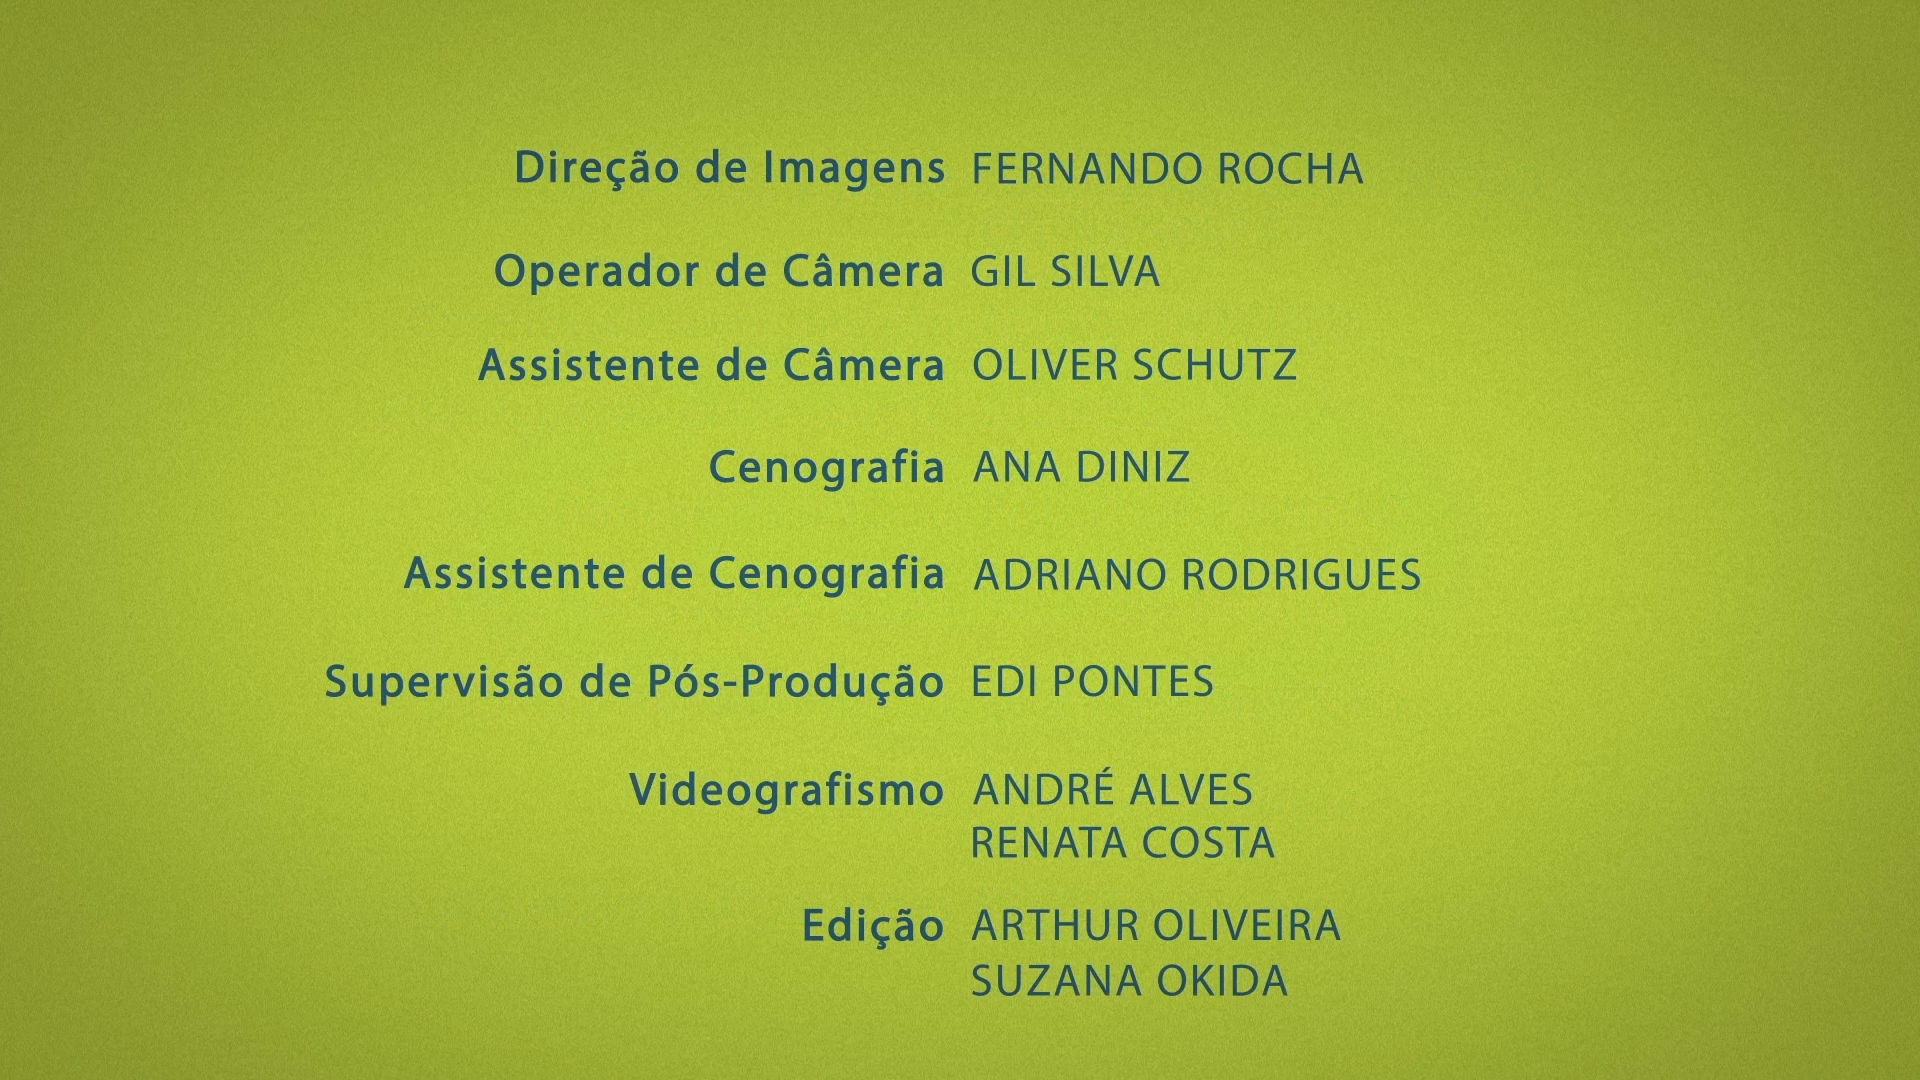 Direção de Imagens FERNANDO ROCHA
Operador de Câmera GIL SILVA
Assistente de Câmera OLIVER SCHUTZ
Cenografia ANA DINIZ
Assistente de Cenografia ADRIANO RODRIGUES
Supervisão de Pós-Produção EDI PONTES
Videografismo ANDRÉ ALVES
RENATA COSTA
Edição ARTHUR OLIVEIRA
SUZANA OKIDA